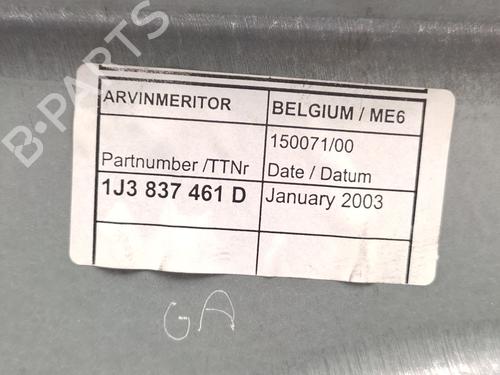 B-PARTS
ARVINMERITOR
BELGIUM / ME6
150071/00
Partnumber /TTNr
Date / Datum
1J3 837 461 D
January 2003
GA